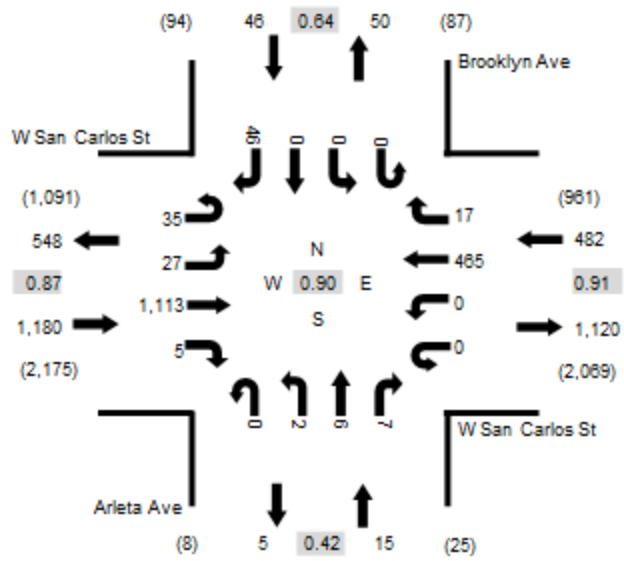 (94) 46 0.64 50 (87)
Brooklyn Ave
W San Carlos St
46 0 0 0
(1,091) 35 17 (961)
548 27 N 465 482
0.87 W 0.90 E 0.91
1,180 1,113 S 0 1,120
(2,175) 5 0 (2,069)
0 2 6 7
W San Carlos St
Arleta Ave
(8) 5 0.42 15 (25)